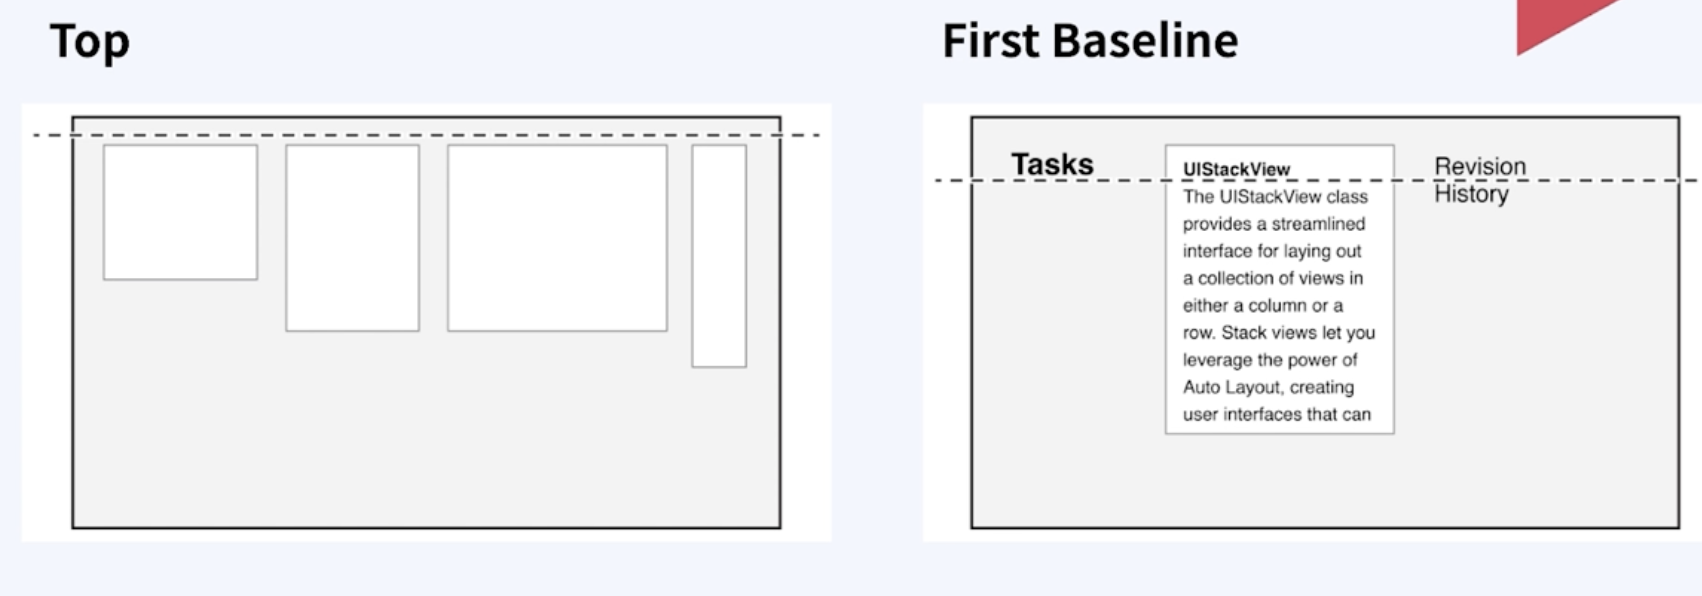 Top
First Baseline
Tasks
UIStackView
The UIStackView class
provides a streamlined
interface for laying out
a collection of views in
either a column or a
row. Stack views let you
leverage the power of
Auto Layout, creating
user interfaces that can
Revision
History